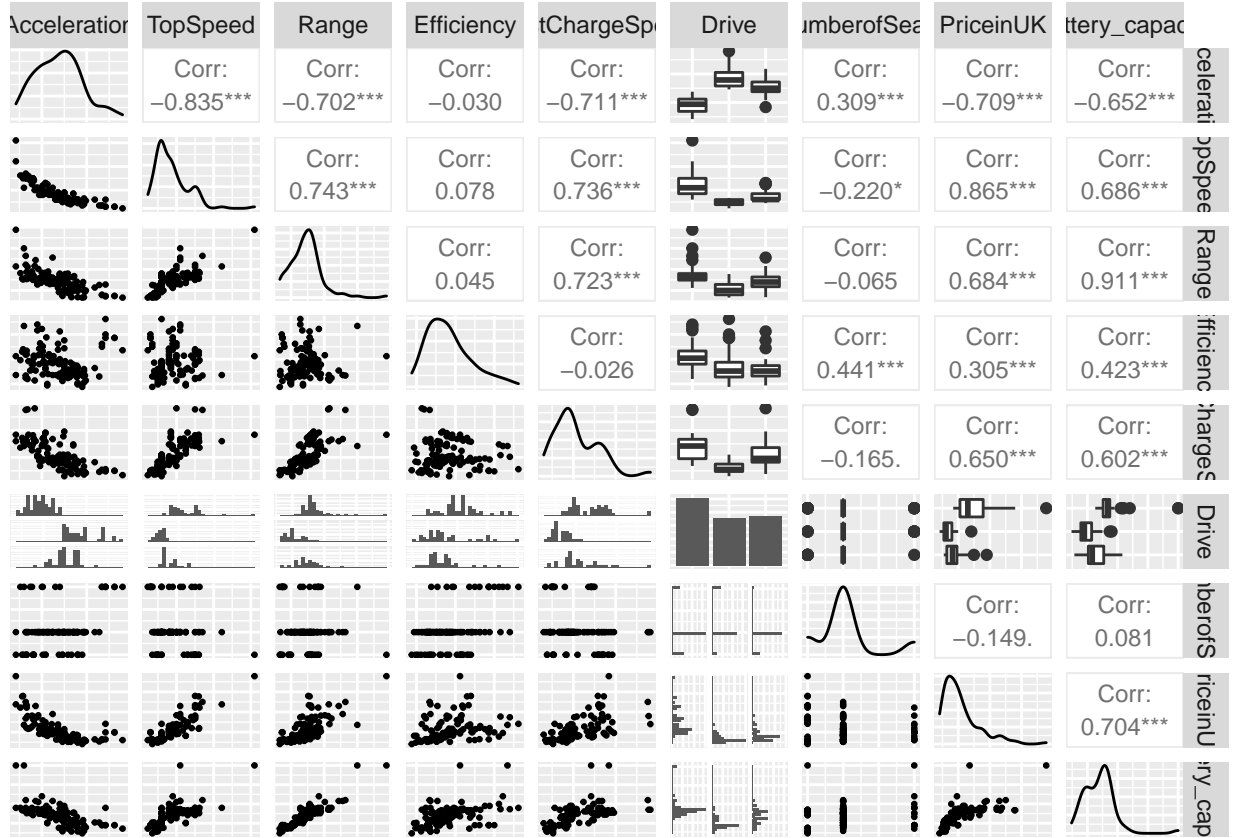 Acceleration TopSpeed Range Efficiency tChargeSpe Drive umberofSea PriceinUK ttery_capac
Corr: Corr: Corr: Corr: Corr: Corr: Corr:
−0.835*** −0.702*** −0.030 −0.711*** 0.309*** −0.709*** −0.652***
celerati
Corr: Corr: Corr: Corr: Corr: Corr:
0.743*** 0.078 0.736*** −0.220* 0.865*** 0.686***
opSpee
Corr: Corr: Corr: Corr: Corr:
0.045 0.723*** −0.065 0.684*** 0.911***
Range
Corr: Corr: Corr: Corr:
−0.026 0.441*** 0.305*** 0.423***
fficienc
Corr: Corr: Corr:
−0.165. 0.650*** 0.602***
ChargeS
Drive
Corr: Corr:
−0.149. 0.081
berofS
Corr:
0.704***
riceinU
ery_cap